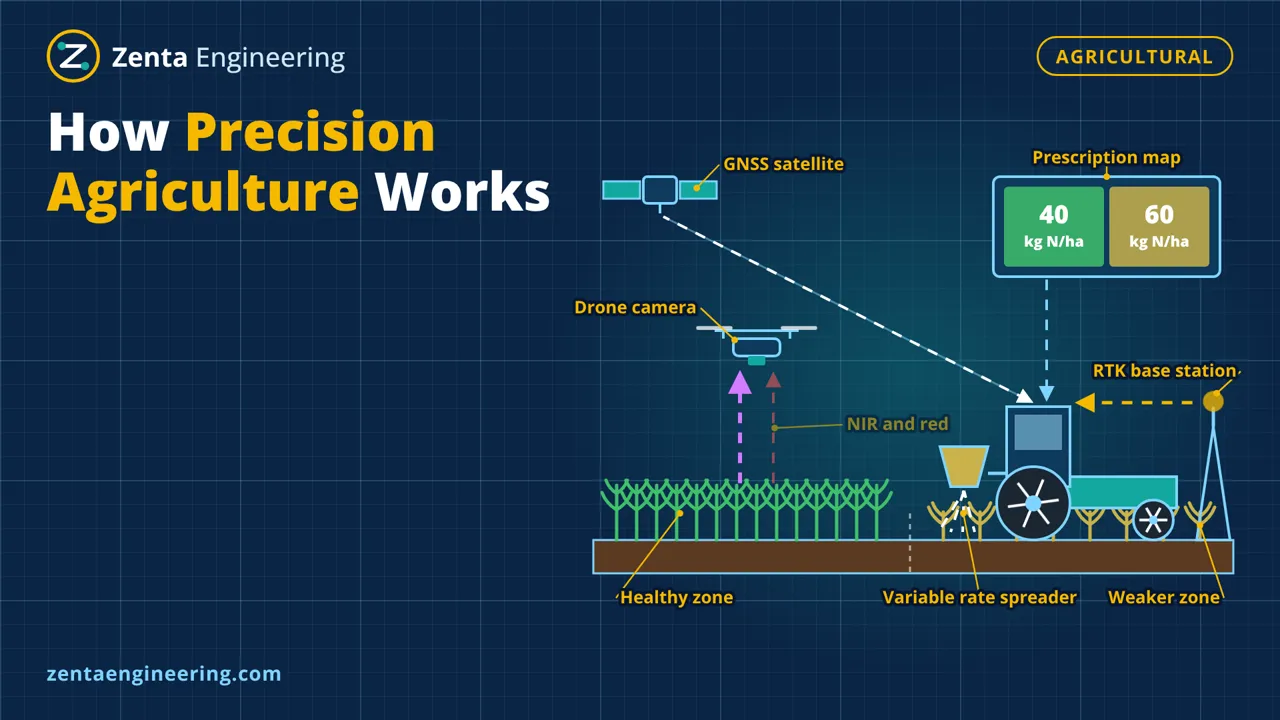 Zenta Engineering
AGRICULTURAL
How Precision
Agriculture Works
GNSS satellite
Prescription map
40
kg N/ha
60
kg N/ha
Drone camera
RTK base station
NIR and red
Healthy zone
Variable rate spreader
Weaker zone
zentaengineering.com